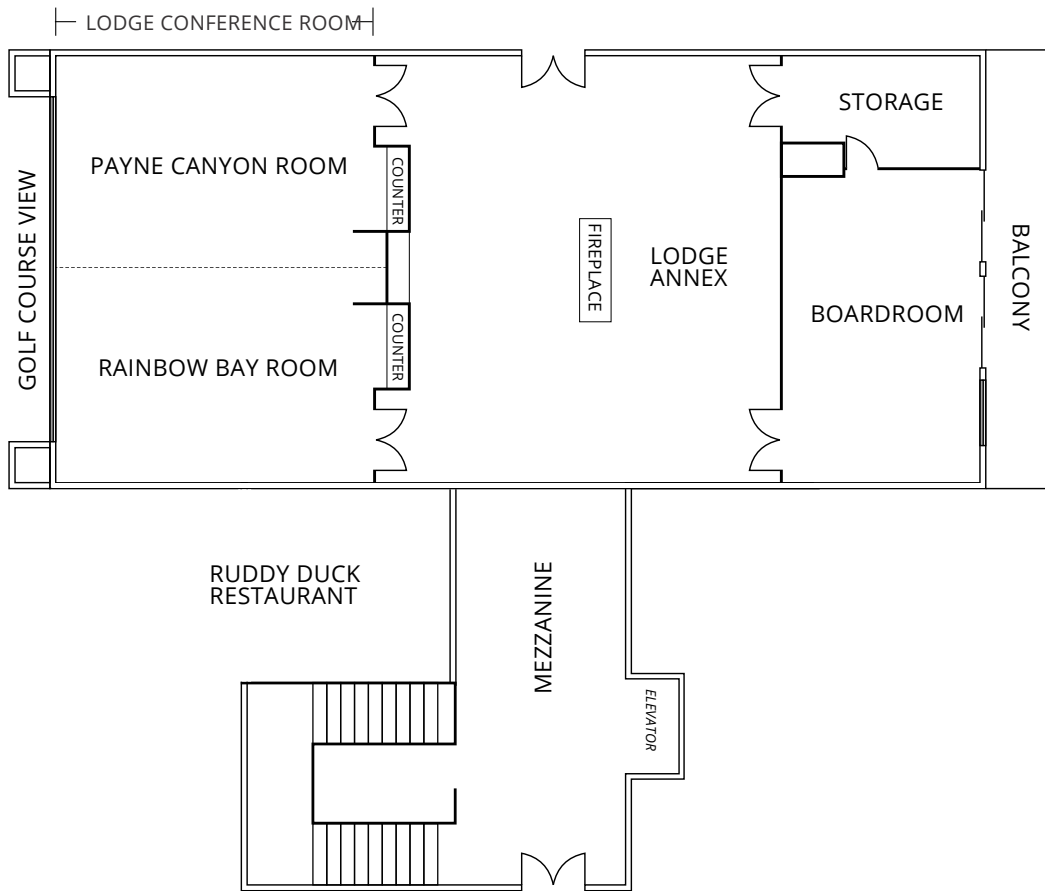 LODGE CONFERENCE ROOM
STORAGE
PAYNE CANYON ROOM
COUNTER
GOLF COURSE VIEW
FIREPLACE
LODGE
ANNEX
BALCONY
BOARDROOM
RAINBOW BAY ROOM
COUNTER
RUDDY DUCK
RESTAURANT
MEZZANINE
ELEVATOR